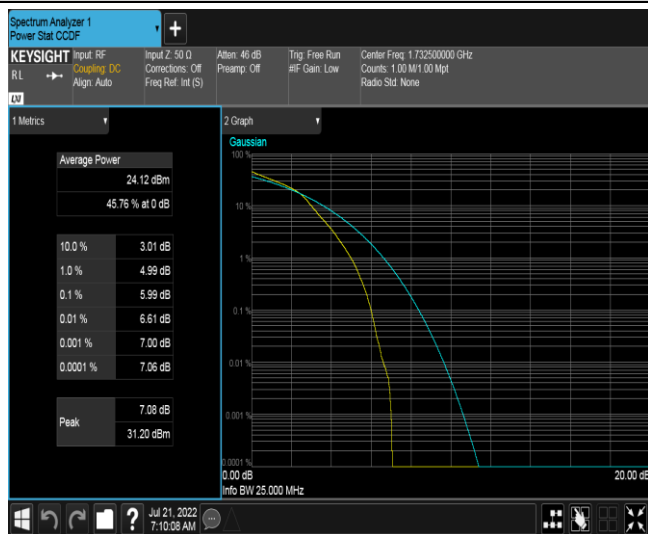 Spectrum Analyzer 1
Power Stat CCDF
KEYSIGHT
RL
Input: RF
Coupling: DC
Align: Auto
Input Z: 50 Ω
Corrections: Off
Freq Ref: Int (S)
Atten: 46 dB
Preamp: Off
Trig: Free Run
#IF Gain: Low
Center Freq: 1.732500000 GHz
Counts: 1.00 M/1.00 Mpt
Radio Std: None
1 Metrics
Average Power
24.12 dBm
45.76 % at 0 dB
10.0 % 3.01 dB
1.0 % 4.99 dB
0.1 % 5.99 dB
0.01 % 6.61 dB
0.001 % 7.00 dB
0.0001 % 7.06 dB
Peak
7.08 dB
31.20 dBm
2 Graph
Gaussian
100 %
10 %
1 %
0.1 %
0.01 %
0.001 %
0.0001 %
0.00 dB
20.00 dB
Info BW 25.000 MHz
?
Jul 21, 2022
7:10:08 AM